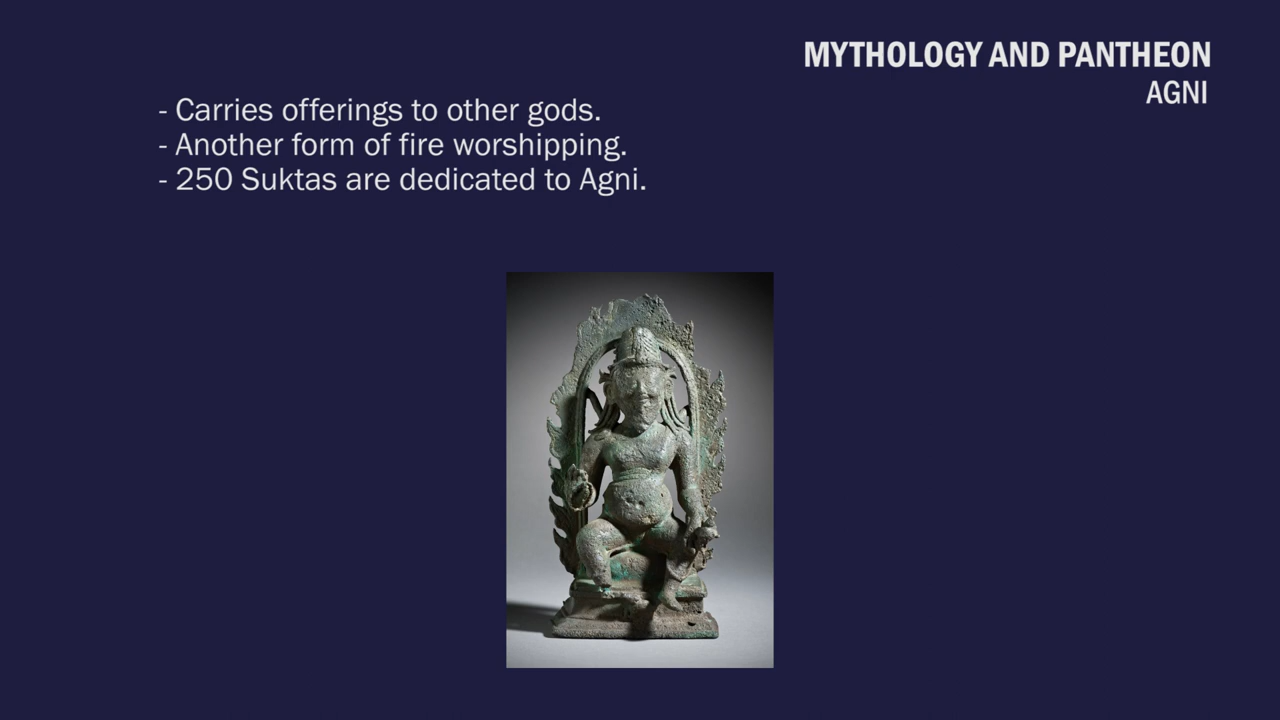 MYTHOLOGY AND PANTHEON
AGNI
- Carries offerings to other gods.
- Another form of fire worshipping.
- 250 Suktas are dedicated to Agni.